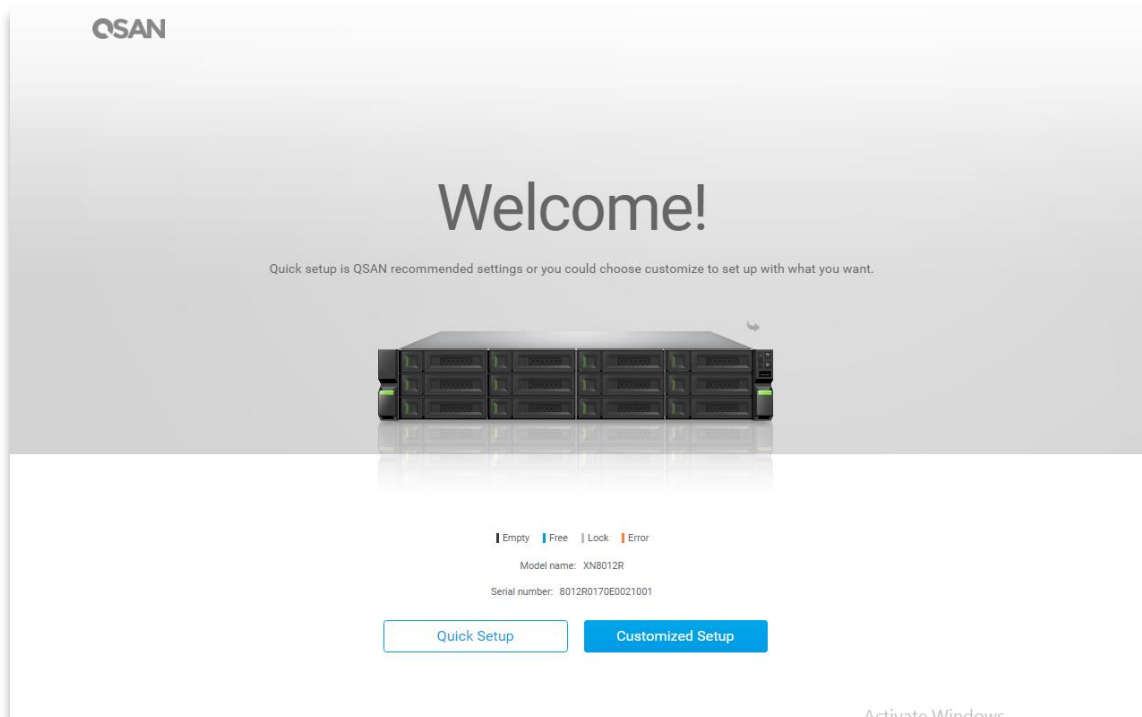 QSAN
Welcome!
Quick setup is QSAN recommended settings or you could choose customize to set up with what you want.
Empty Free Lock Error
Model name: XN8012R
Serial number: 8012R0170E0021001
Quick Setup Customized Setup
Activate Windows